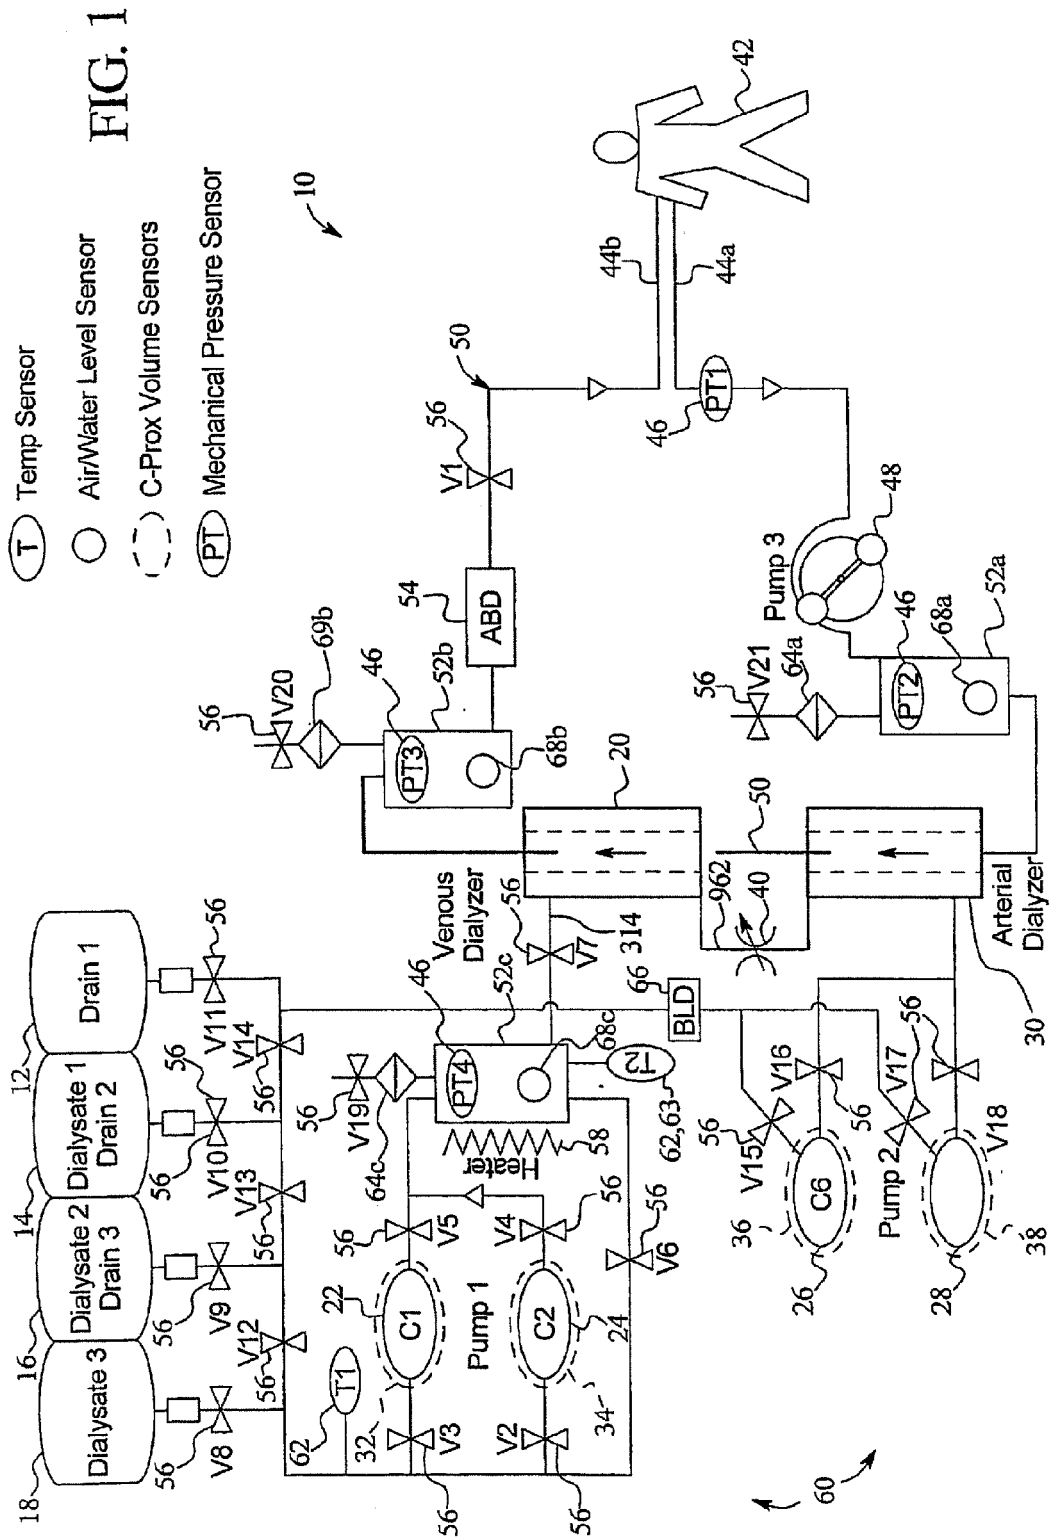 FIG. 1
T Temp Sensor
Air/Water Level Sensor
C-Prox Volume Sensors
PT Mechanical Pressure Sensor
10
12
Drain 1
14
Dialysate 1
Drain 2
16
Dialysate 2
Drain 3
18
Dialysate 3
56
V11
56
V10
56
V9
56
V8
V14
56
V13
56
V12
56
62
T1
32
22
C1
V3
56
V5
56
Pump 1
34
24
C2
V2
56
V4
56
V6
56
Heater
58
56
V19
64c
46
52c
PT4
68c
T2
62,63
56
V7
314
Venous
Dialyzer
20
56
V20
69b
46
52b
PT3
68b
54
ABD
V1
56
50
44b
44a
42
46
PT1
Pump 3
48
56
V21
64a
46
PT2
68a
52a
50
962
40
Arterial
Dialyzer
30
66
BLD
56
V15
V16
56
V17
56
V18
Pump 2
36
C6
26
28
38
60